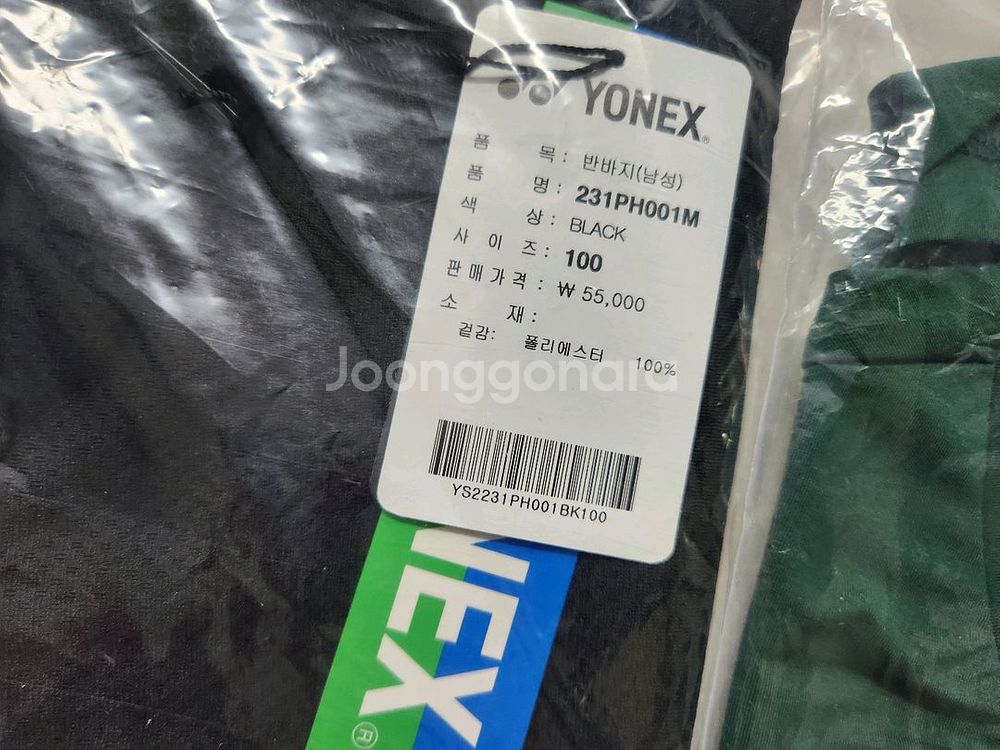 YONEX®
품 목 : 반바지(남성)
품 명 : 231PH001M
색 상 : BLACK
사 이 즈 : 100
판매가격 : ₩ 55,000
소 재 :
겉감: 폴리에스터 100%
Joonggonara
YS2231PH001BK100
NEX®